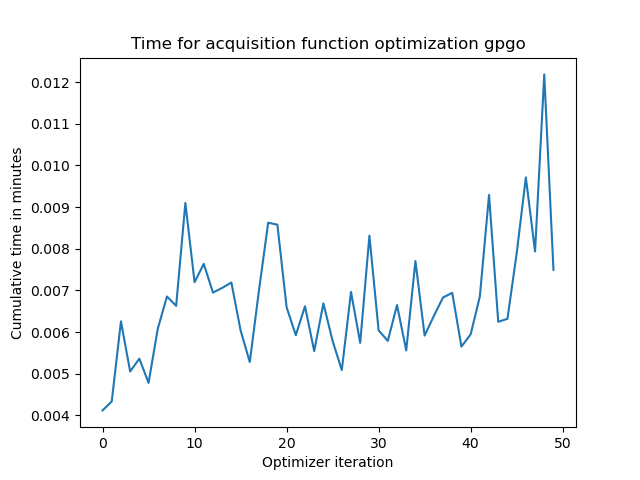 Time for acquisition function optimization gpgo
0.012
0.011
0.010
0.009
0.008
0.007
0.006
0.005
0.004
Cumulative time in minutes
0 10 20 30 40 50
Optimizer iteration